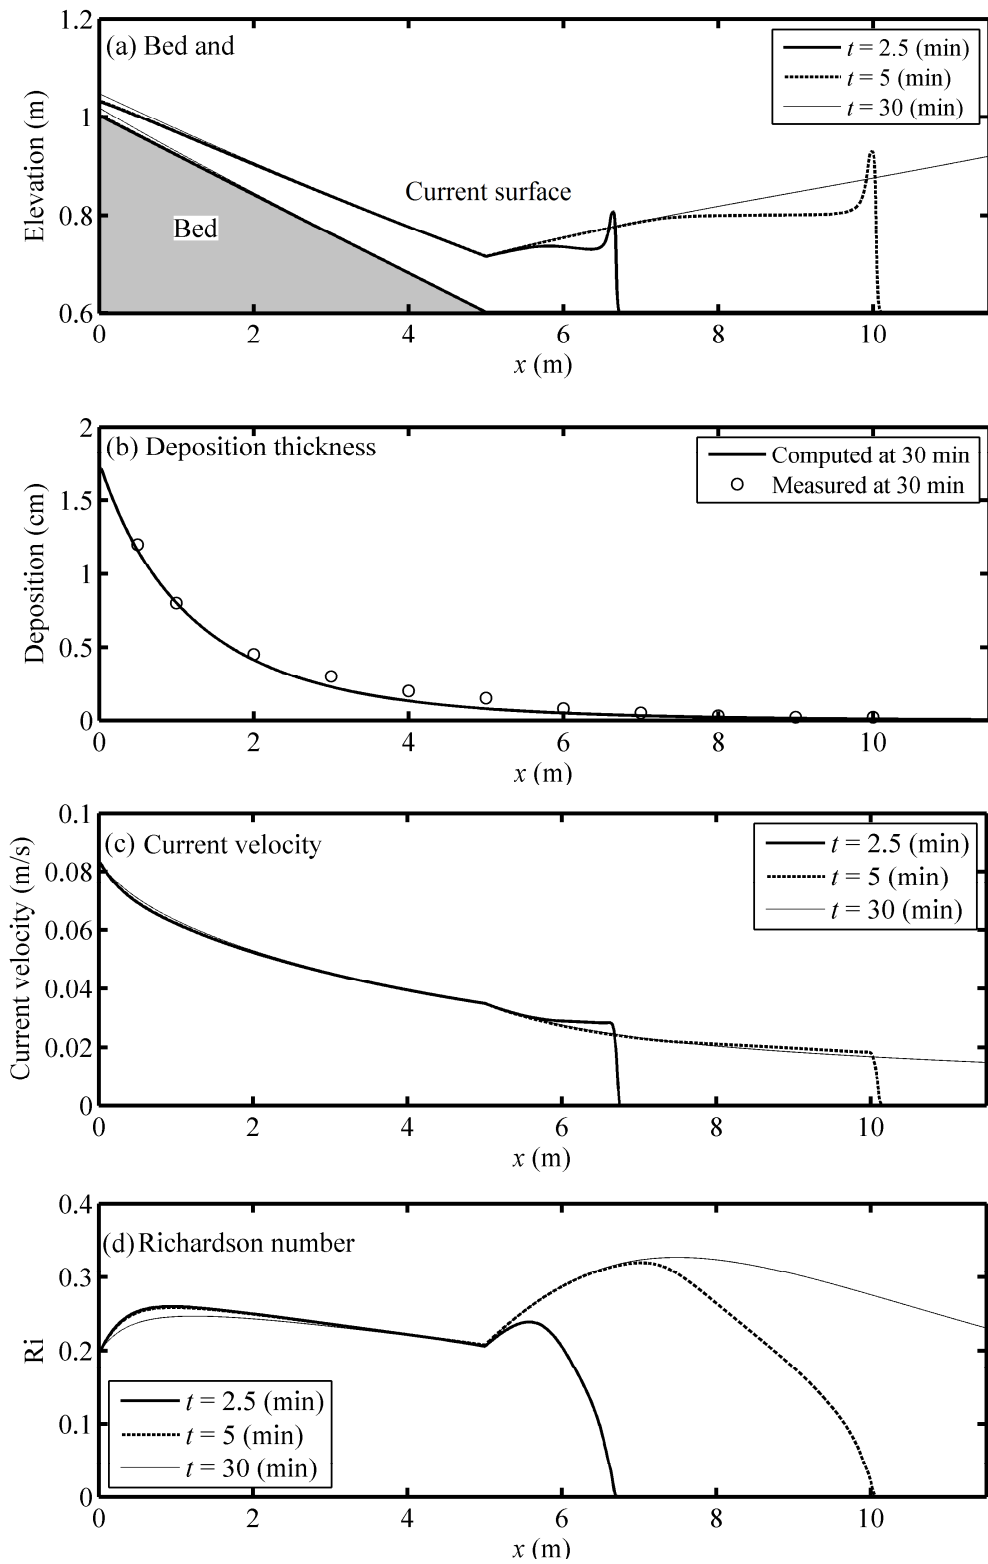 (a) Bed and
t = 2.5 (min)
t = 5 (min)
t = 30 (min)
Current surface
Bed
Elevation (m)
1.2
1
0.8
0.6
0 2 4 6 8 10
x (m)
(b) Deposition thickness
Computed at 30 min
Measured at 30 min
Deposition (cm)
2
1.5
1
0.5
0
0 2 4 6 8 10
x (m)
(c) Current velocity
t = 2.5 (min)
t = 5 (min)
t = 30 (min)
Current velocity (m/s)
0.1
0.08
0.06
0.04
0.02
0
0 2 4 6 8 10
x (m)
(d) Richardson number
t = 2.5 (min)
t = 5 (min)
t = 30 (min)
Ri
0.4
0.3
0.2
0.1
0
0 2 4 6 8 10
x (m)